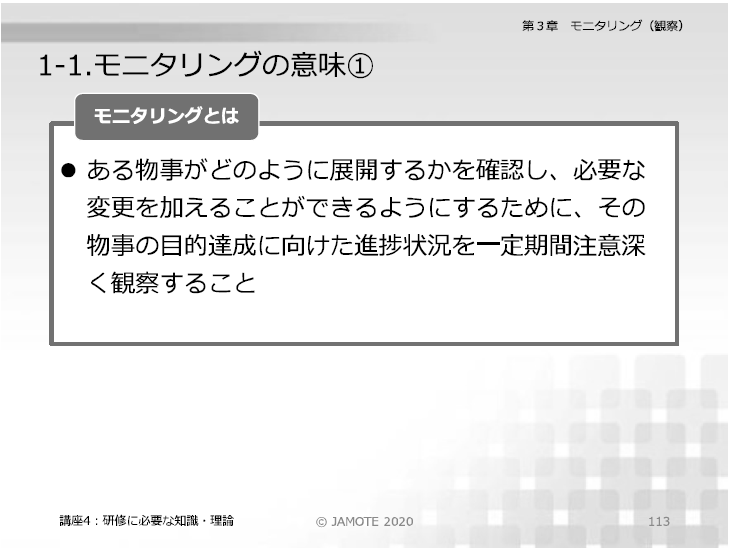 第３章　モニタリング（観察）
1-1.モニタリングの意味①
モニタリングとは
● ある物事がどのように展開するかを確認し、必要な
変更を加えることができるようにするために、その
物事の目的達成に向けた進捗状況を一定期間注意深
く観察すること
講座4：研修に必要な知識・理論
© JAMOTE 2020
113